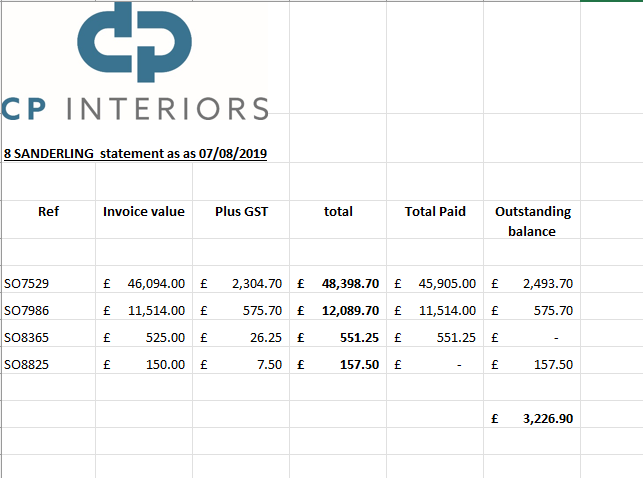 CP INTERIORS
8 SANDERLING statement as as 07/08/2019
Ref Invoice value Plus GST total Total Paid Outstanding balance
SO7529 £ 46,094.00 £ 2,304.70 £ 48,398.70 £ 45,905.00 £ 2,493.70
SO7986 £ 11,514.00 £ 575.70 £ 12,089.70 £ 11,514.00 £ 575.70
SO8365 £ 525.00 £ 26.25 £ 551.25 £ 551.25 £ -
SO8825 £ 150.00 £ 7.50 £ 157.50 £ - £ 157.50
£ 3,226.90